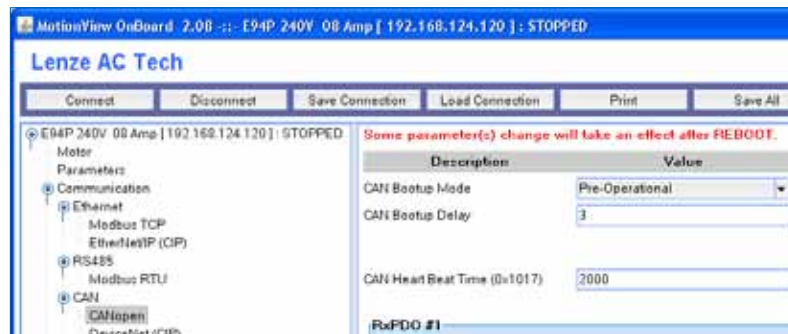 MotionView OnBoard 2.08 -::- E94P 240V 08 Amp [ 192.168.124.120 ] : STOPPED
Lenze AC Tech
Connect Disconnect Save Connection Load Connection Print Save All
E94P 240V 08 Amp [192.168.124.120] : STOPPED
Motor
Parameters
Communication
Ethernet
Modbus TCP
EtherNet/IP (CIP)
RS485
Modbus RTU
CAN
CANopen
DeviceNet (CIP)
Some parameter(s) change will take an effect after REBOOT.
Description Value
CAN Bootup Mode Pre-Operational
CAN Bootup Delay 3
CAN Heart Beat Time (0x1017) 2000
RxPDO #1